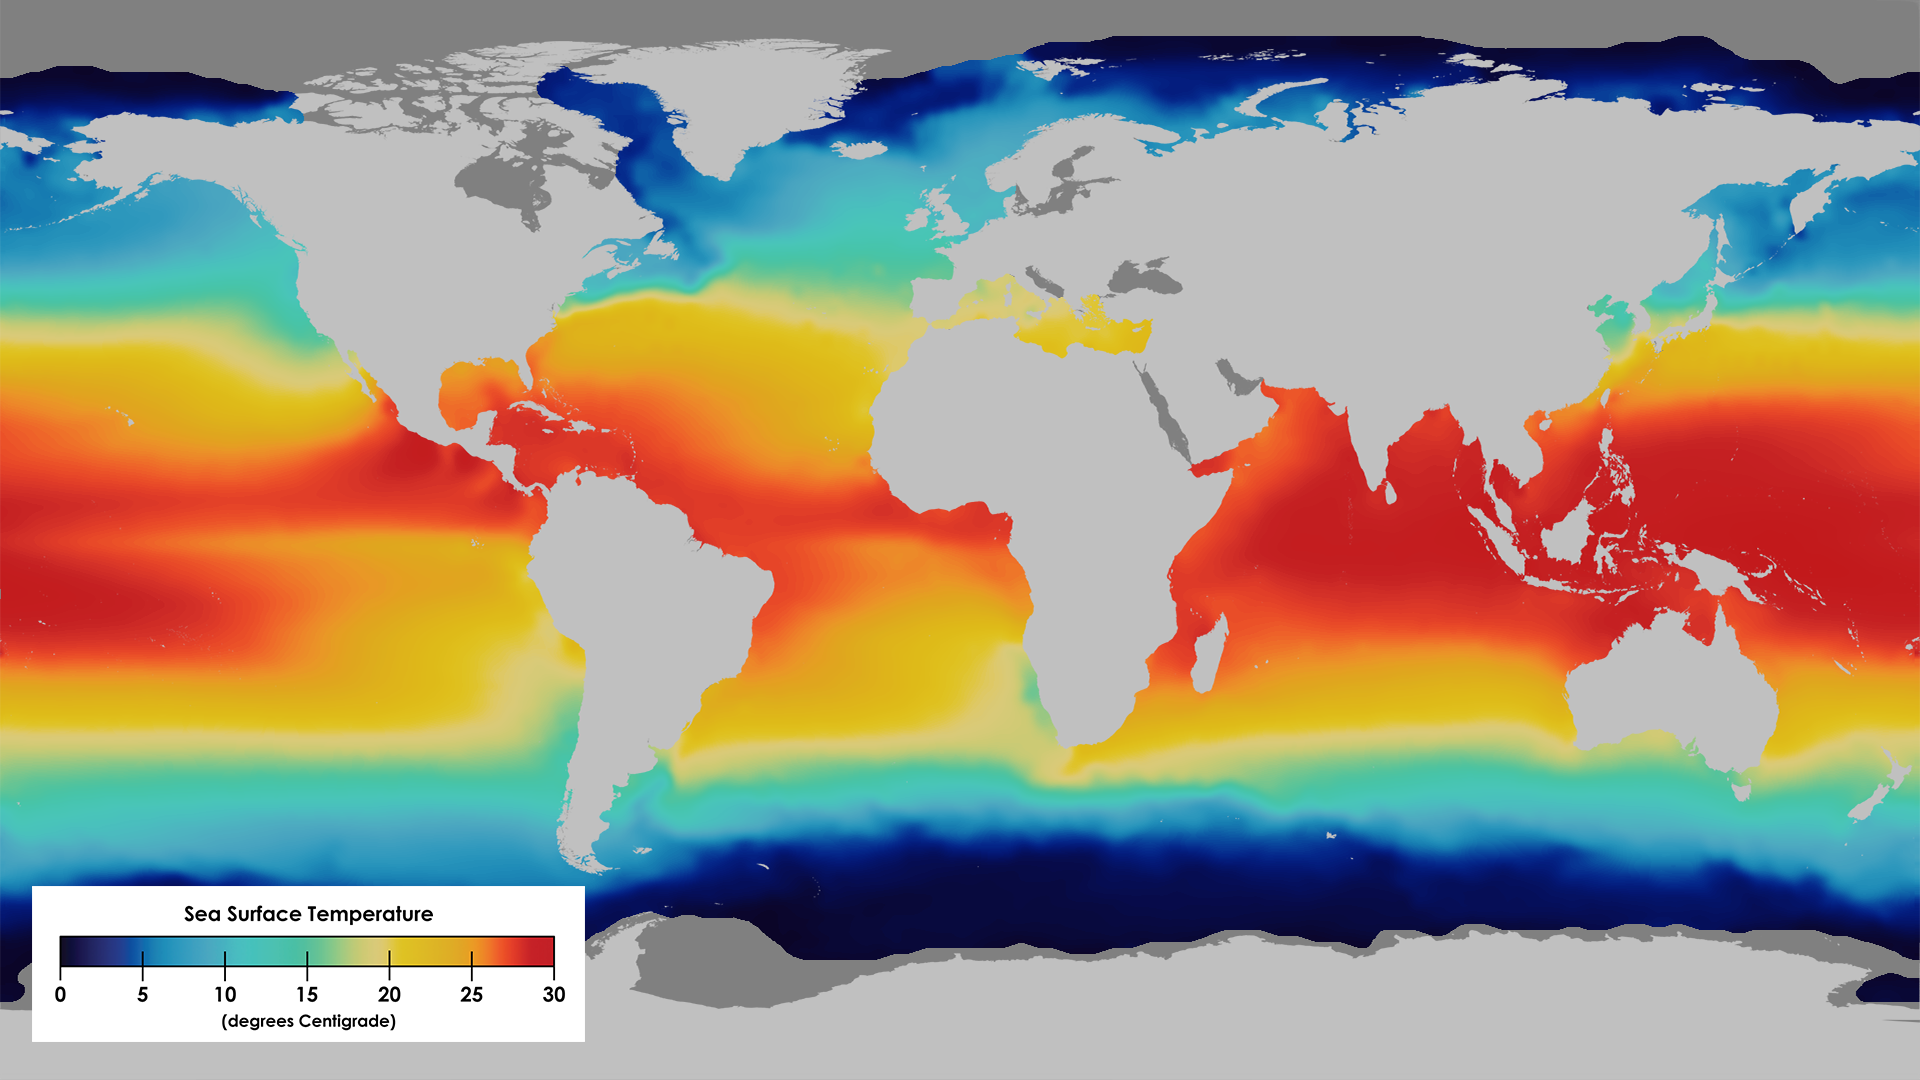 Sea Surface Temperature
0 5 10 15 20 25 30
(degrees Centigrade)